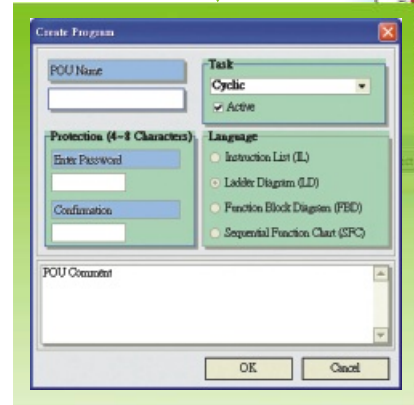 Create Program
POU Name
Task
Cyclic
Active
Protection (4~8 Characters)
Enter Password
Confirmation
Language
Instruction List (IL)
Ladder Diagram (LD)
Function Block Diagram (FBD)
Sequential Function Chart (SFC)
POU Comment
OK
Cancel